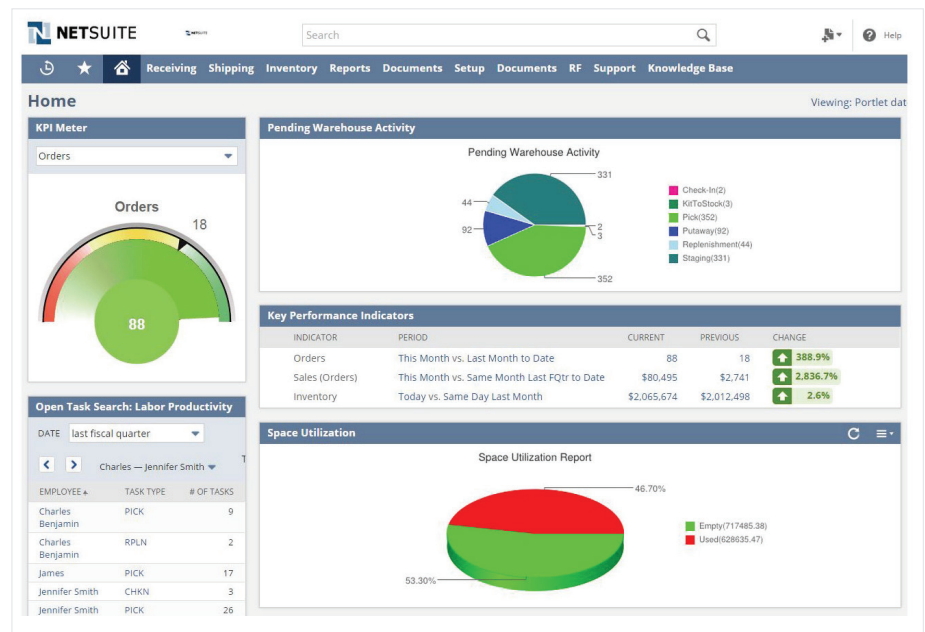 NETSUITE
Search
Help
Receiving Shipping Inventory Reports Documents Setup Documents RF Support Knowledge Base
Home
Viewing: Portlet dat
KPI Meter
Orders
Orders
18
88
Pending Warehouse Activity
Pending Warehouse Activity
331
44
92
2
3
352
Check-In(2)
KitToStock(3)
Pick(352)
Putaway(92)
Replenishment(44)
Staging(331)
Key Performance Indicators
INDICATOR PERIOD CURRENT PREVIOUS CHANGE
Orders This Month vs. Last Month to Date 88 18 388.9%
Sales (Orders) This Month vs. Same Month Last FQtr to Date $80,495 $2,741 2,836.7%
Inventory Today vs. Same Day Last Month $2,065,674 $2,012,498 2.6%
Open Task Search: Labor Productivity
DATE last fiscal quarter
Charles — Jennifer Smith
T
EMPLOYEE TASK TYPE # OF TASKS
Charles PICK 9
Benjamin
Charles RPLN 2
Benjamin
James PICK 17
Jennifer Smith CHKN 3
Jennifer Smith PICK 26
Space Utilization
Space Utilization Report
46.70%
53.30%
Empty(717485.38)
Used(628635.47)